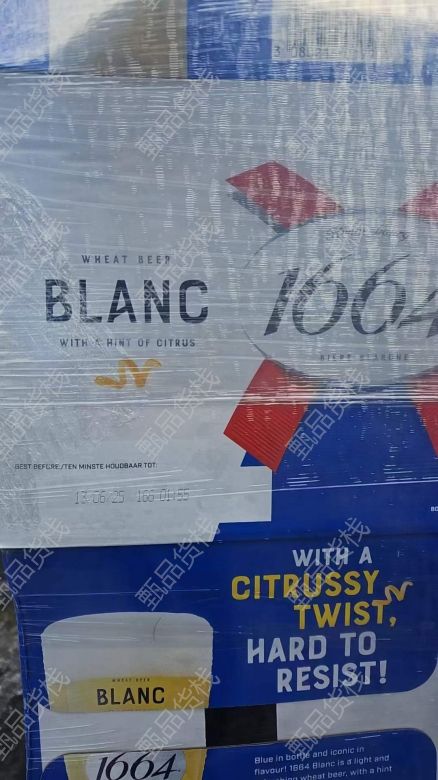 WHEAT BEER
BLANC
WITH A HINT OF CITRUS
1664
BIERE BLANCHE
BEST BEFORE:/TEN MINSTE HOUDBAAR TOT:
13 06 25 166 01:55
WITH A
CITRUSSY
TWIST,
HARD TO
RESIST!
WHEAT BEER
BLANC
1664
Blue in bottle and iconic in
flavour! 1664 Blanc is a light and
wheat beer with a hint
甄品货栈